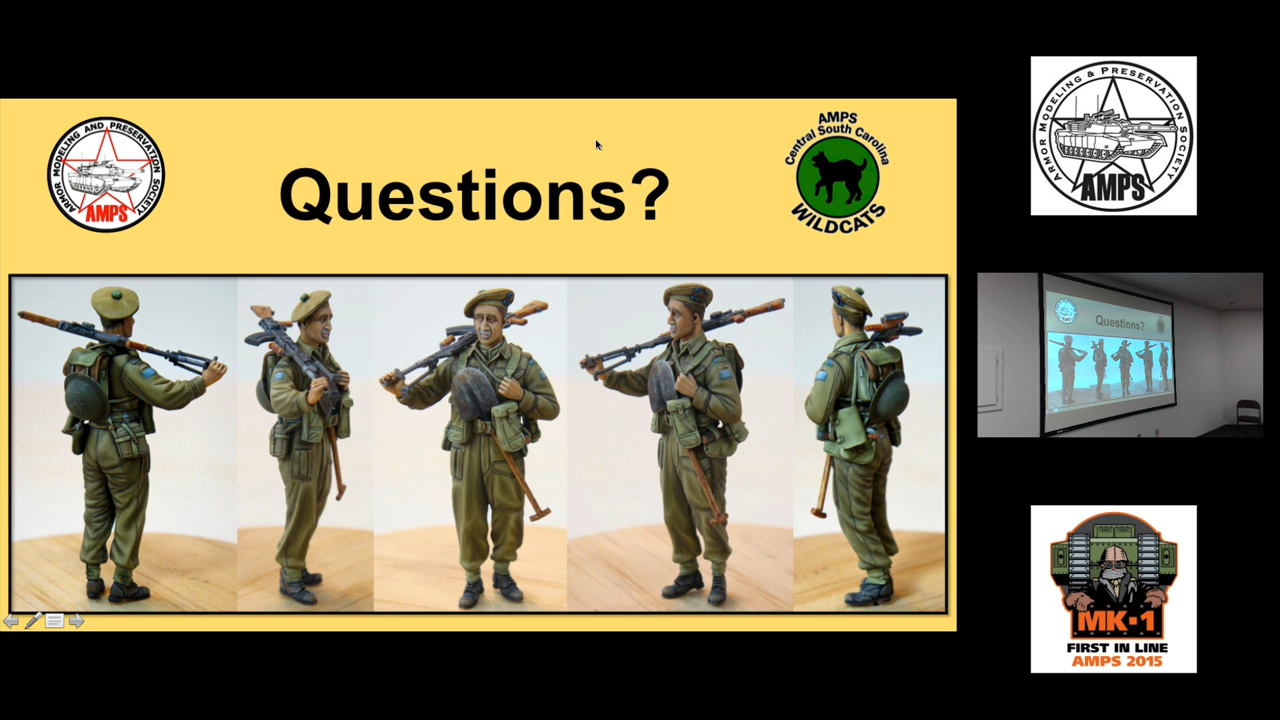 ARMOR MODELING AND PRESERVATION SOCIETY
AMPS
Questions?
AMPS
Central South Carolina
WILDCATS
ARMOR MODELING & PRESERVATION SOCIETY
AMPS
Questions?
MK-1
FIRST IN LINE
AMPS 2015